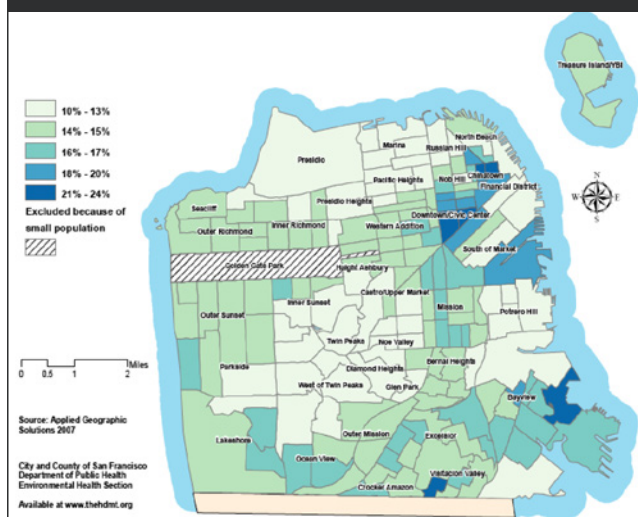 10% - 13%
14% - 15%
16% - 17%
18% - 20%
21% - 24%
Excluded because of
small population
Treasure Island/YBI
North Beach
Marina
Russian Hill
Presidio
Chinatown
Pacific Heights
Nob Hill
Financial District
Presidio Heights
Seacliff
Downtown/Civic Center
Inner Richmond
Western Addition
Outer Richmond
South of Market
Golden Gate Park
Haight Ashbury
Castro/Upper Market
Inner Sunset
Mission
Potrero Hill
Outer Sunset
Twin Peaks
Noe Valley
Bernal Heights
Parkside
Diamond Heights
West of Twin Peaks
Glen Park
Bayview
Outer Mission
Excelsior
Lakeshore
Ocean View
Visitacion Valley
Crocker Amazon
N
W
E
S
Miles
0 0.5 1 2
Source: Applied Geographic
Solutions 2007
City and County of San Francisco
Department of Public Health
Environmental Health Section
Available at www.thehdmt.org